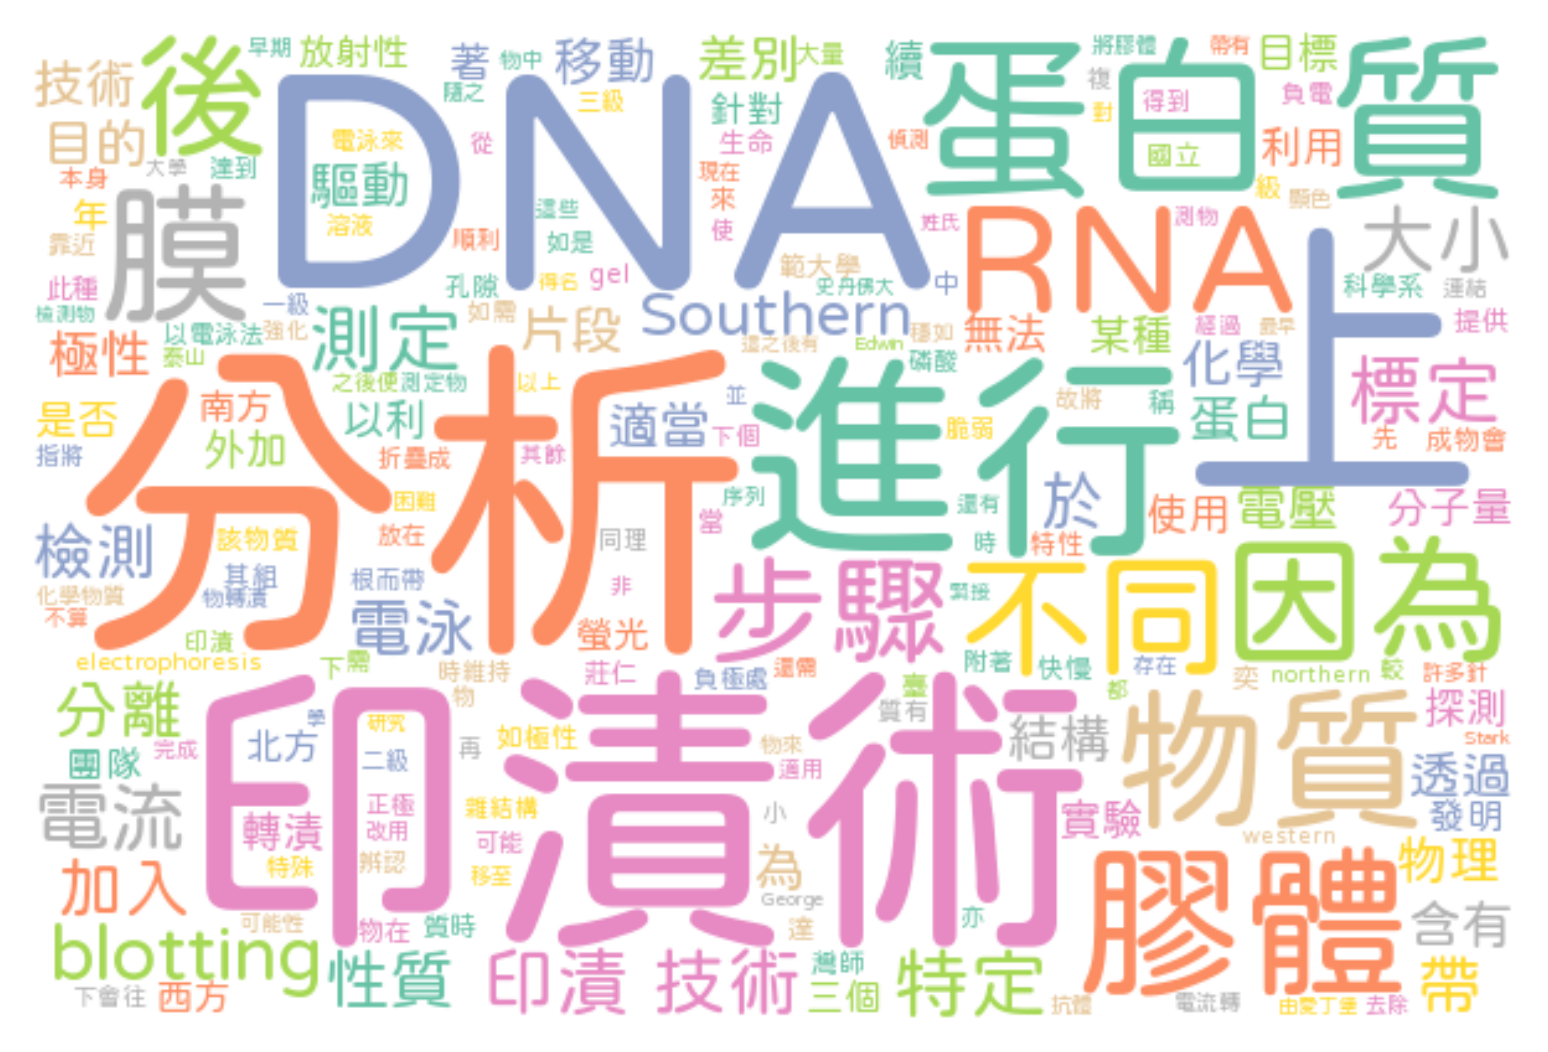 早期
放射性
著
物中
移動
差別
大量
續
將膠體
帶有
目標
技術
後
DNA
蛋白
質
隨之
三級
針對
複
對
得到
負電
目的
大學
達到
電泳來
從
生命
偵測
國立
利用
本身
膜
驅動
現在
級
顯色
年
溶液
這些
來
姓氏
RNA
測物
大小
靠近
順利
如是
使
範大學
上
此種
一級
孔隙
得名
gel
史丹佛大
中
科學系
連結
檢測物
以電泳法
強化
測定
如需
片段
Southern
穩如
無法
某種
經過
最早
提供
極性
泰山
這之後有
Edwin
磷酸
化學
標定
之後便
測定物
以上
分析
進行
是否
南方
以利
適當
並
故將
稱
蛋白
指將
外加
折疊成
其餘
下個
脆弱
先
成物會
困難
序列
還有
於
使用
電壓
分子量
檢測
該物質
放在
同理
當
時
特性
化學物質
其組
根而帶
非
步驟
緊接
不同
因為
不算
物轉漬
電泳
螢光
印漬
electrophoresis
下需
時維持
莊仁
負極處
還需
附著
快慢
存在
northern
較
許多針
分離
印漬術
物
臺
質有
都
奕
物質
探測
Stark
學
研究
北方
如極性
物來
結構
團隊
完成
二級
再
適用
透過
電流
轉漬
正極
改用
雜結構
小
實驗
發明
可能
western
特殊
辨認
移至
為
膠體
物理
加入
George
可能性
物在
質時
達
亦
含有
blotting
性質
印漬
技術
灣師
三個
特定
帶
下會往
西方
抗體
電流轉
由愛丁堡
去除